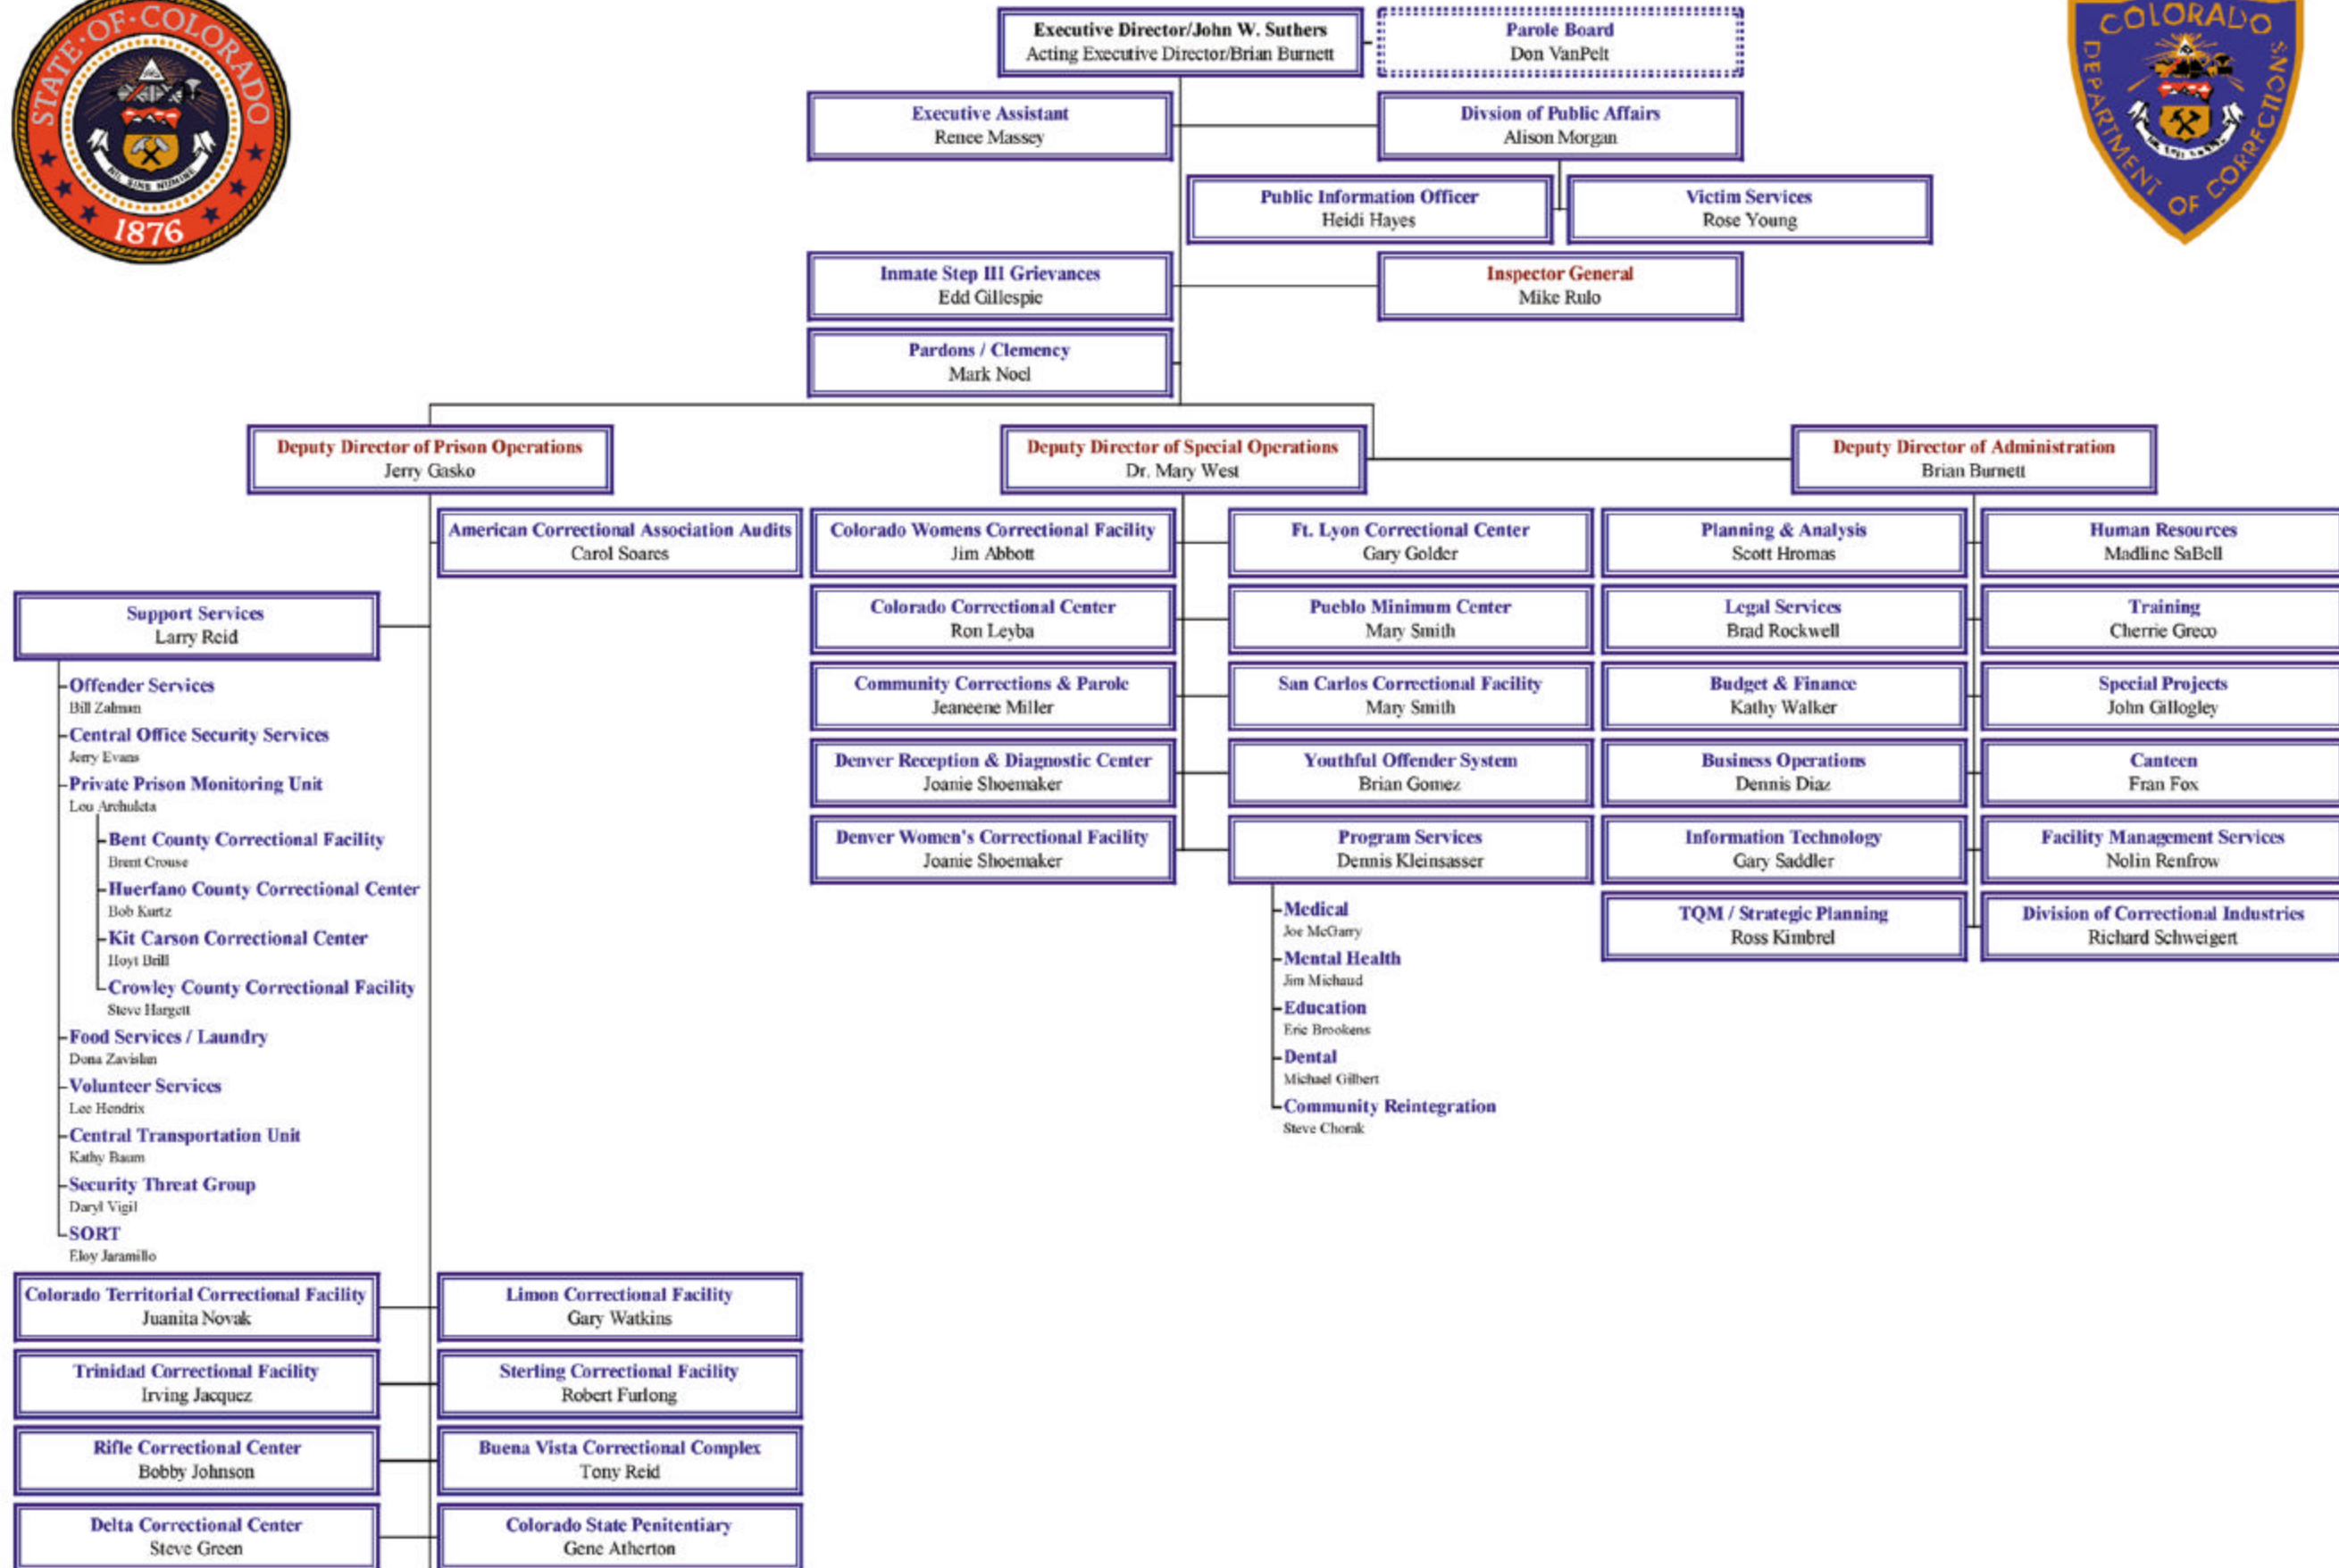 STATE·OF·COLORADO
NIL SINE NUMINE
1876
Executive Director/John W. Suthers
Acting Executive Director/Brian Burnett
Parole Board
Don VanPelt
COLORADO
DEPARTMENT OF CORRECTIONS
Executive Assistant
Renee Massey
Divsion of Public Affairs
Alison Morgan
Public Information Officer
Heidi Hayes
Victim Services
Rose Young
Inmate Step III Grievances
Edd Gillespie
Inspector General
Mike Rulo
Pardons / Clemency
Mark Noel
Deputy Director of Prison Operations
Jerry Gasko
Deputy Director of Special Operations
Dr. Mary West
Deputy Director of Administration
Brian Burnett
American Correctional Association Audits
Carol Soares
Support Services
Larry Reid
Offender Services
Bill Zalman
Central Office Security Services
Jerry Evans
Private Prison Monitoring Unit
Lou Archuleta
Bent County Correctional Facility
Brent Crouse
Huerfano County Correctional Center
Bob Kurtz
Kit Carson Correctional Center
Hoyt Brill
Crowley County Correctional Facility
Steve Hargett
Food Services / Laundry
Dona Zavislan
Volunteer Services
Lee Hendrix
Central Transportation Unit
Kathy Baum
Security Threat Group
Daryl Vigil
SORT
Eloy Jaramillo
Colorado Territorial Correctional Facility
Juanita Novak
Limon Correctional Facility
Gary Watkins
Trinidad Correctional Facility
Irving Jacquez
Sterling Correctional Facility
Robert Furlong
Rifle Correctional Center
Bobby Johnson
Buena Vista Correctional Complex
Tony Reid
Delta Correctional Center
Steve Green
Colorado State Penitentiary
Gene Atherton
Colorado Womens Correctional Facility
Jim Abbott
Ft. Lyon Correctional Center
Gary Golder
Colorado Correctional Center
Ron Leyba
Pueblo Minimum Center
Mary Smith
Community Corrections & Parole
Jeaneene Miller
San Carlos Correctional Facility
Mary Smith
Denver Reception & Diagnostic Center
Joanie Shoemaker
Youthful Offender System
Brian Gomez
Denver Women's Correctional Facility
Joanie Shoemaker
Program Services
Dennis Kleinsasser
Medical
Joe McGarry
Mental Health
Jim Michaud
Education
Eric Brookens
Dental
Michael Gilbert
Community Reintegration
Steve Chorak
Planning & Analysis
Scott Hromas
Human Resources
Madline SaBell
Legal Services
Brad Rockwell
Training
Cherrie Greco
Budget & Finance
Kathy Walker
Special Projects
John Gillogley
Business Operations
Dennis Diaz
Canteen
Fran Fox
Information Technology
Gary Saddler
Facility Management Services
Nolin Renfrow
TQM / Strategic Planning
Ross Kimbrel
Division of Correctional Industries
Richard Schweigert